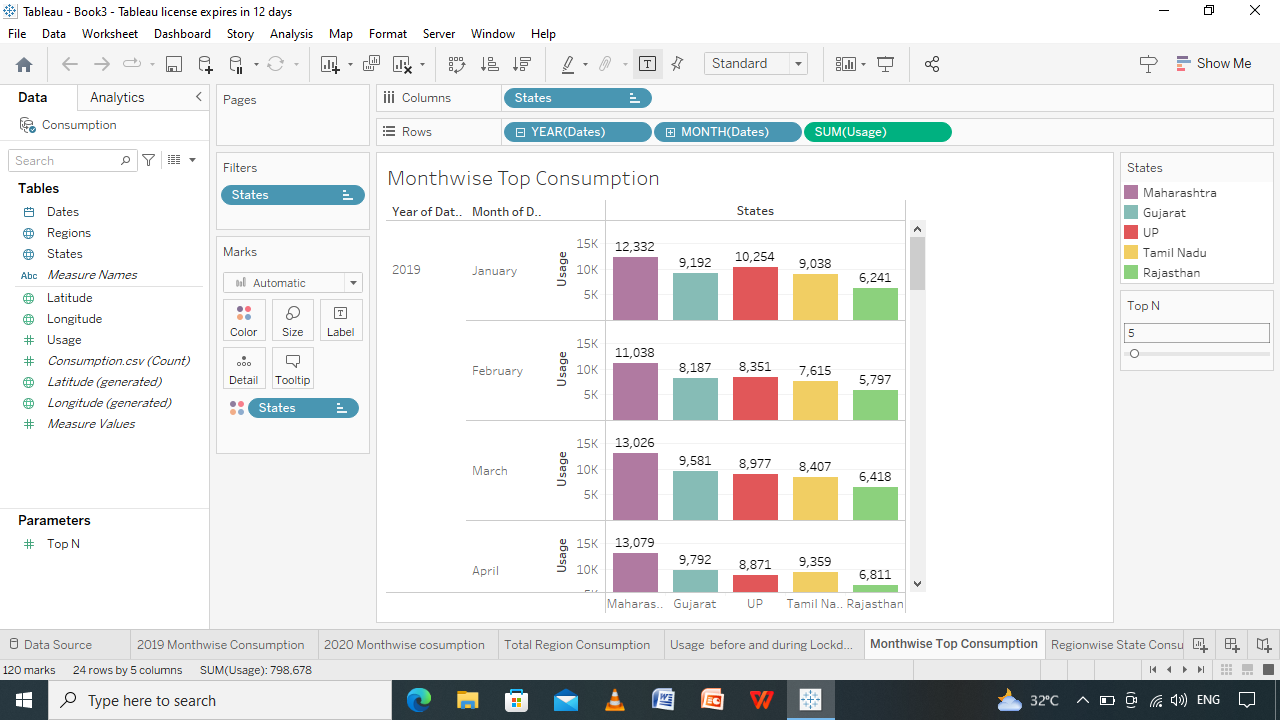 Tableau - Book3 - Tableau license expires in 12 days
File Data Worksheet Dashboard Story Analysis Map Format Server Window Help
Standard
Show Me
Data Analytics
Consumption
Search
Tables
Dates
Regions
States
Abc Measure Names
Latitude
Longitude
Usage
Consumption.csv (Count)
Latitude (generated)
Longitude (generated)
Measure Values
Parameters
Top N
Pages
Filters
States
Marks
Automatic
Color Size Label
Detail Tooltip
States
Columns States
Rows YEAR(Dates) MONTH(Dates) SUM(Usage)
Monthwise Top Consumption
Year of Dat.. Month of D.. States
2019 January Usage 15K 10K 5K 12,332 9,192 10,254 9,038 6,241
February Usage 15K 10K 5K 11,038 8,187 8,351 7,615 5,797
March Usage 15K 10K 5K 13,026 9,581 8,977 8,407 6,418
April Usage 15K 10K 13,079 9,792 8,871 9,359 6,811
Maharas.. Gujarat UP Tamil Na.. Rajasthan
States
Maharashtra
Gujarat
UP
Tamil Nadu
Rajasthan
Top N
5
Data Source 2019 Monthwise Consumption 2020 Monthwise cosumption Total Region Consumption Usage before and during Lockd... Monthwise Top Consumption Regionwise State Consu
120 marks 24 rows by 5 columns SUM(Usage): 798,678
Type here to search
32°C ENG